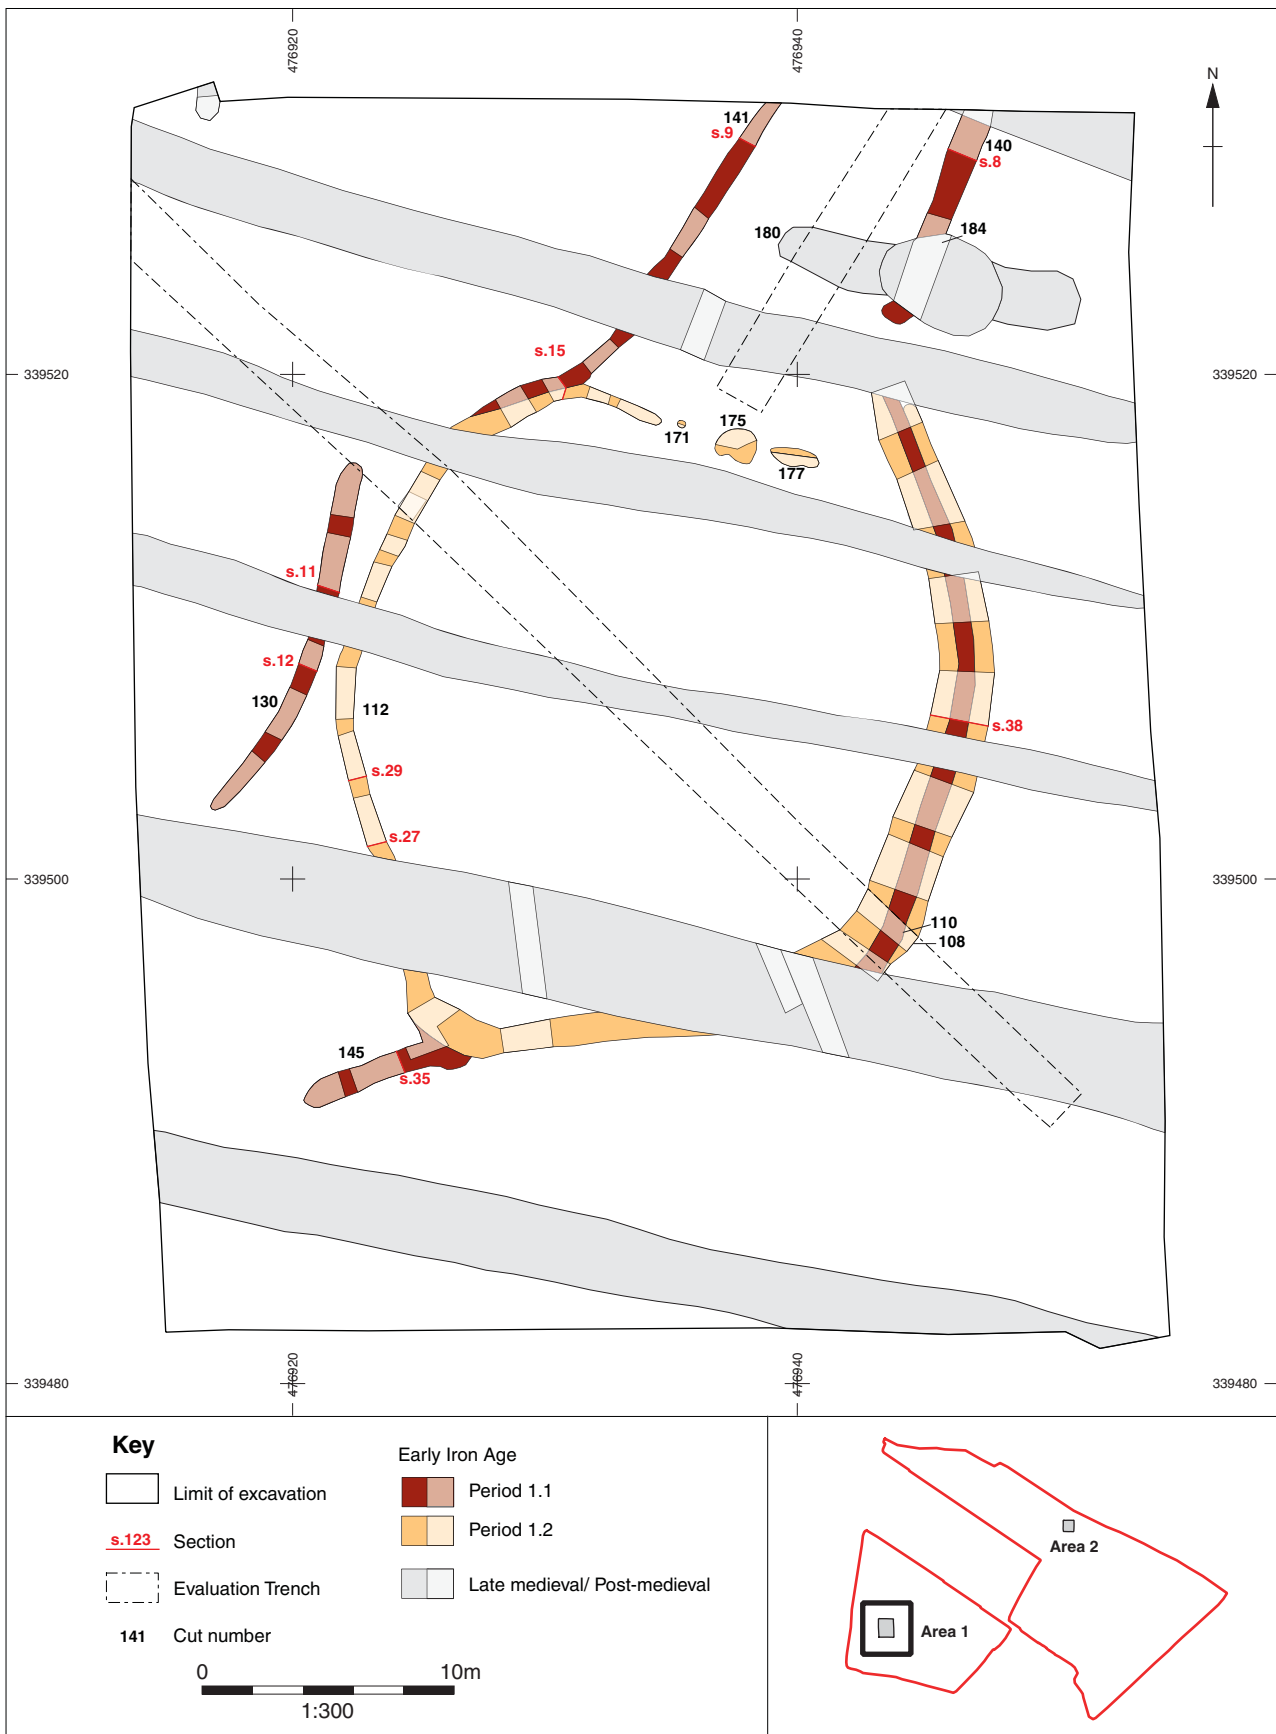 476920
476940
N
141
s.9
140
s.8
180
184
s.15
339520
339520
171
175
177
s.11
s.12
130
112
s.38
s.29
s.27
339500
339500
110
108
145
s.35
476920
476940
339480
339480
Key
Limit of excavation
s.123 Section
Evaluation Trench
141 Cut number
0 10m
1:300
Early Iron Age
Period 1.1
Period 1.2
Late medieval/ Post-medieval
Area 2
Area 1